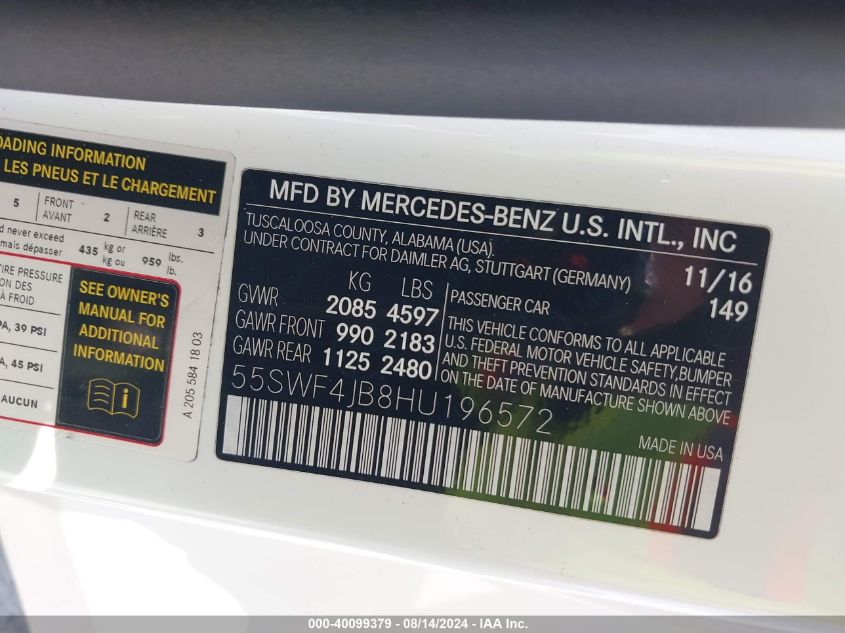 OADING INFORMATION
LES PNEUS ET LE CHARGEMENT
5 FRONT AVANT 2 REAR ARRIÈRE 3
d never exceed
mais dépasser 435 kg or kg ou 959 lbs. lb.
TIRE PRESSURE
ON DES
À FROID
PA, 39 PSI
A, 45 PSI
AUCUN
SEE OWNER'S
MANUAL FOR
ADDITIONAL
INFORMATION
A 205 584 18 03
MFD BY MERCEDES-BENZ U.S. INTL., INC
TUSCALOOSA COUNTY, ALABAMA (USA).
UNDER CONTRACT FOR DAIMLER AG, STUTTGART (GERMANY)
11/16
149
KG LBS
GVWR 2085 4597
GAWR FRONT 990 2183
GAWR REAR 1125 2480
PASSENGER CAR
THIS VEHICLE CONFORMS TO ALL APPLICABLE
U.S. FEDERAL MOTOR VEHICLE SAFETY, BUMPER
AND THEFT PREVENTION STANDARDS IN EFFECT
ON DATE OF MANUFACTURE SHOWN ABOVE
55SWF4JB8HU196572
MADE IN USA
000-40099379 - 08/14/2024 - IAA Inc.